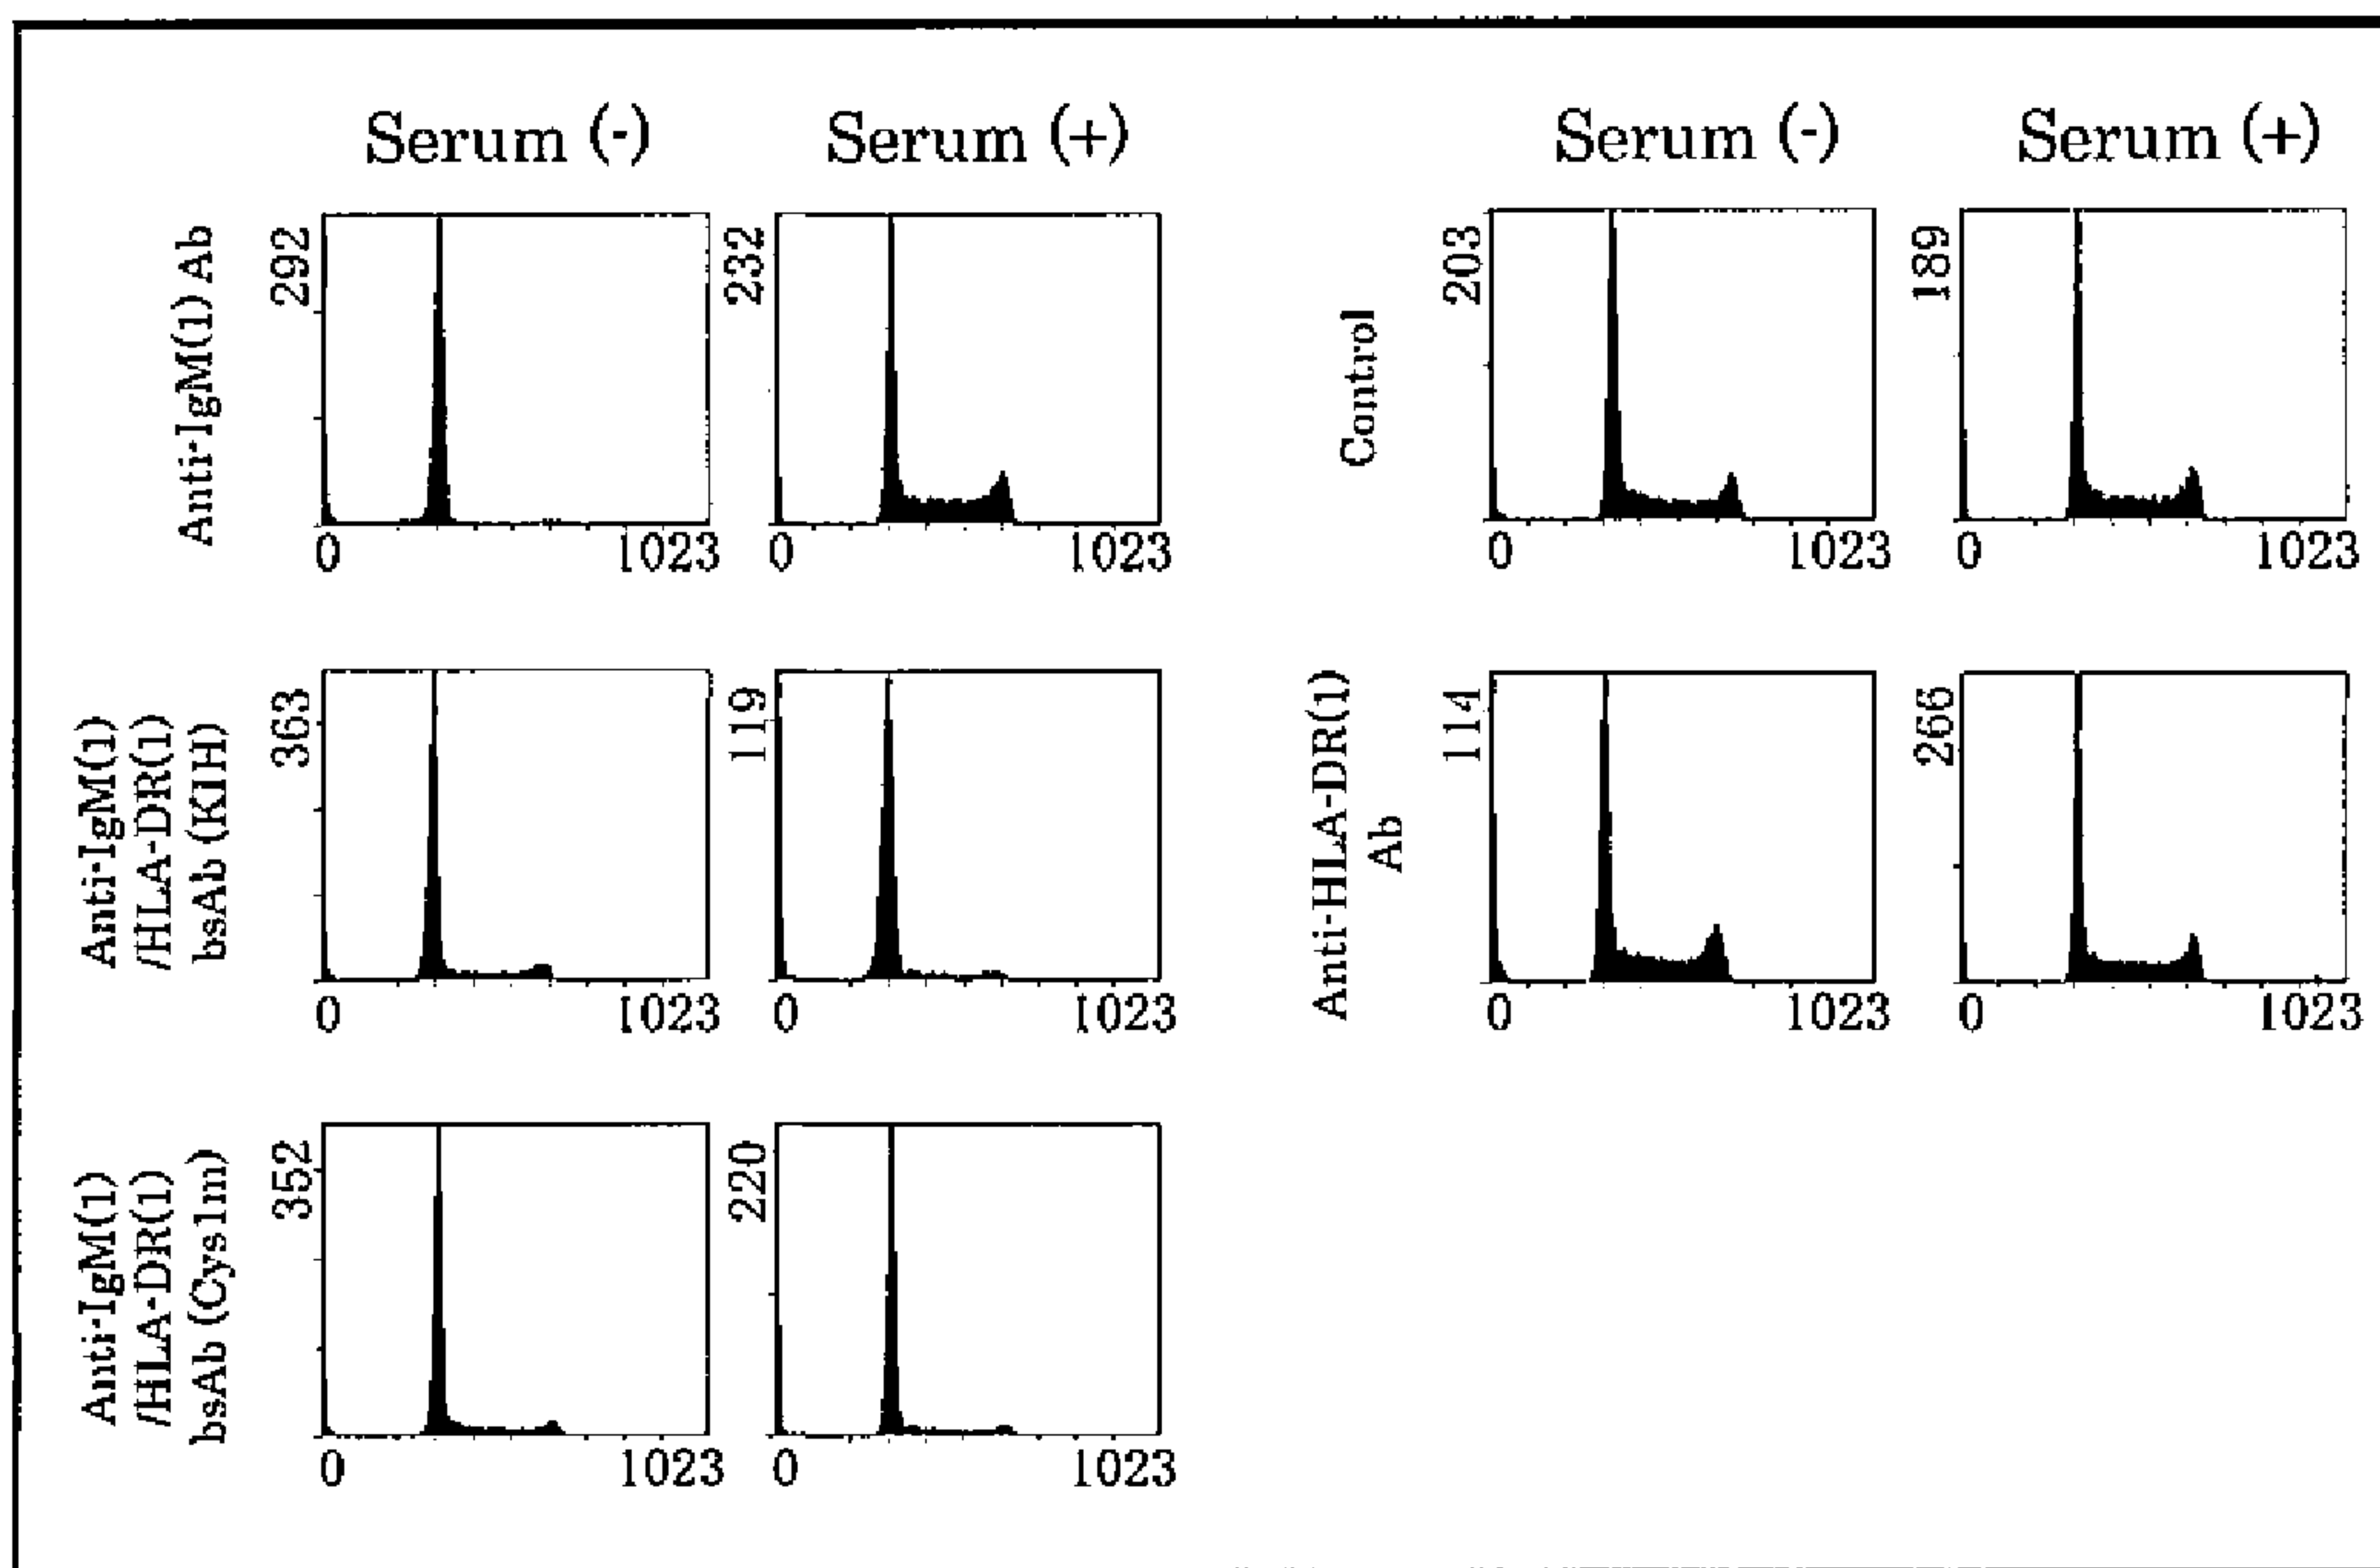 Serum (-)
Serum (+)
Serum (-)
Serum (+)
Anti-IgM(1) Ab
292
0
1023
232
0
1023
Control
203
0
1023
189
0
1023
Anti-IgM(1)
/HLA-DR(1)
bsAb (KIH)
363
0
1023
119
0
1023
Anti-HLA-DR(1)
Ab
114
0
1023
266
0
1023
Anti-IgM(1)
/HLA-DR(1)
bsAb (Cys1m)
352
0
1023
220
0
1023